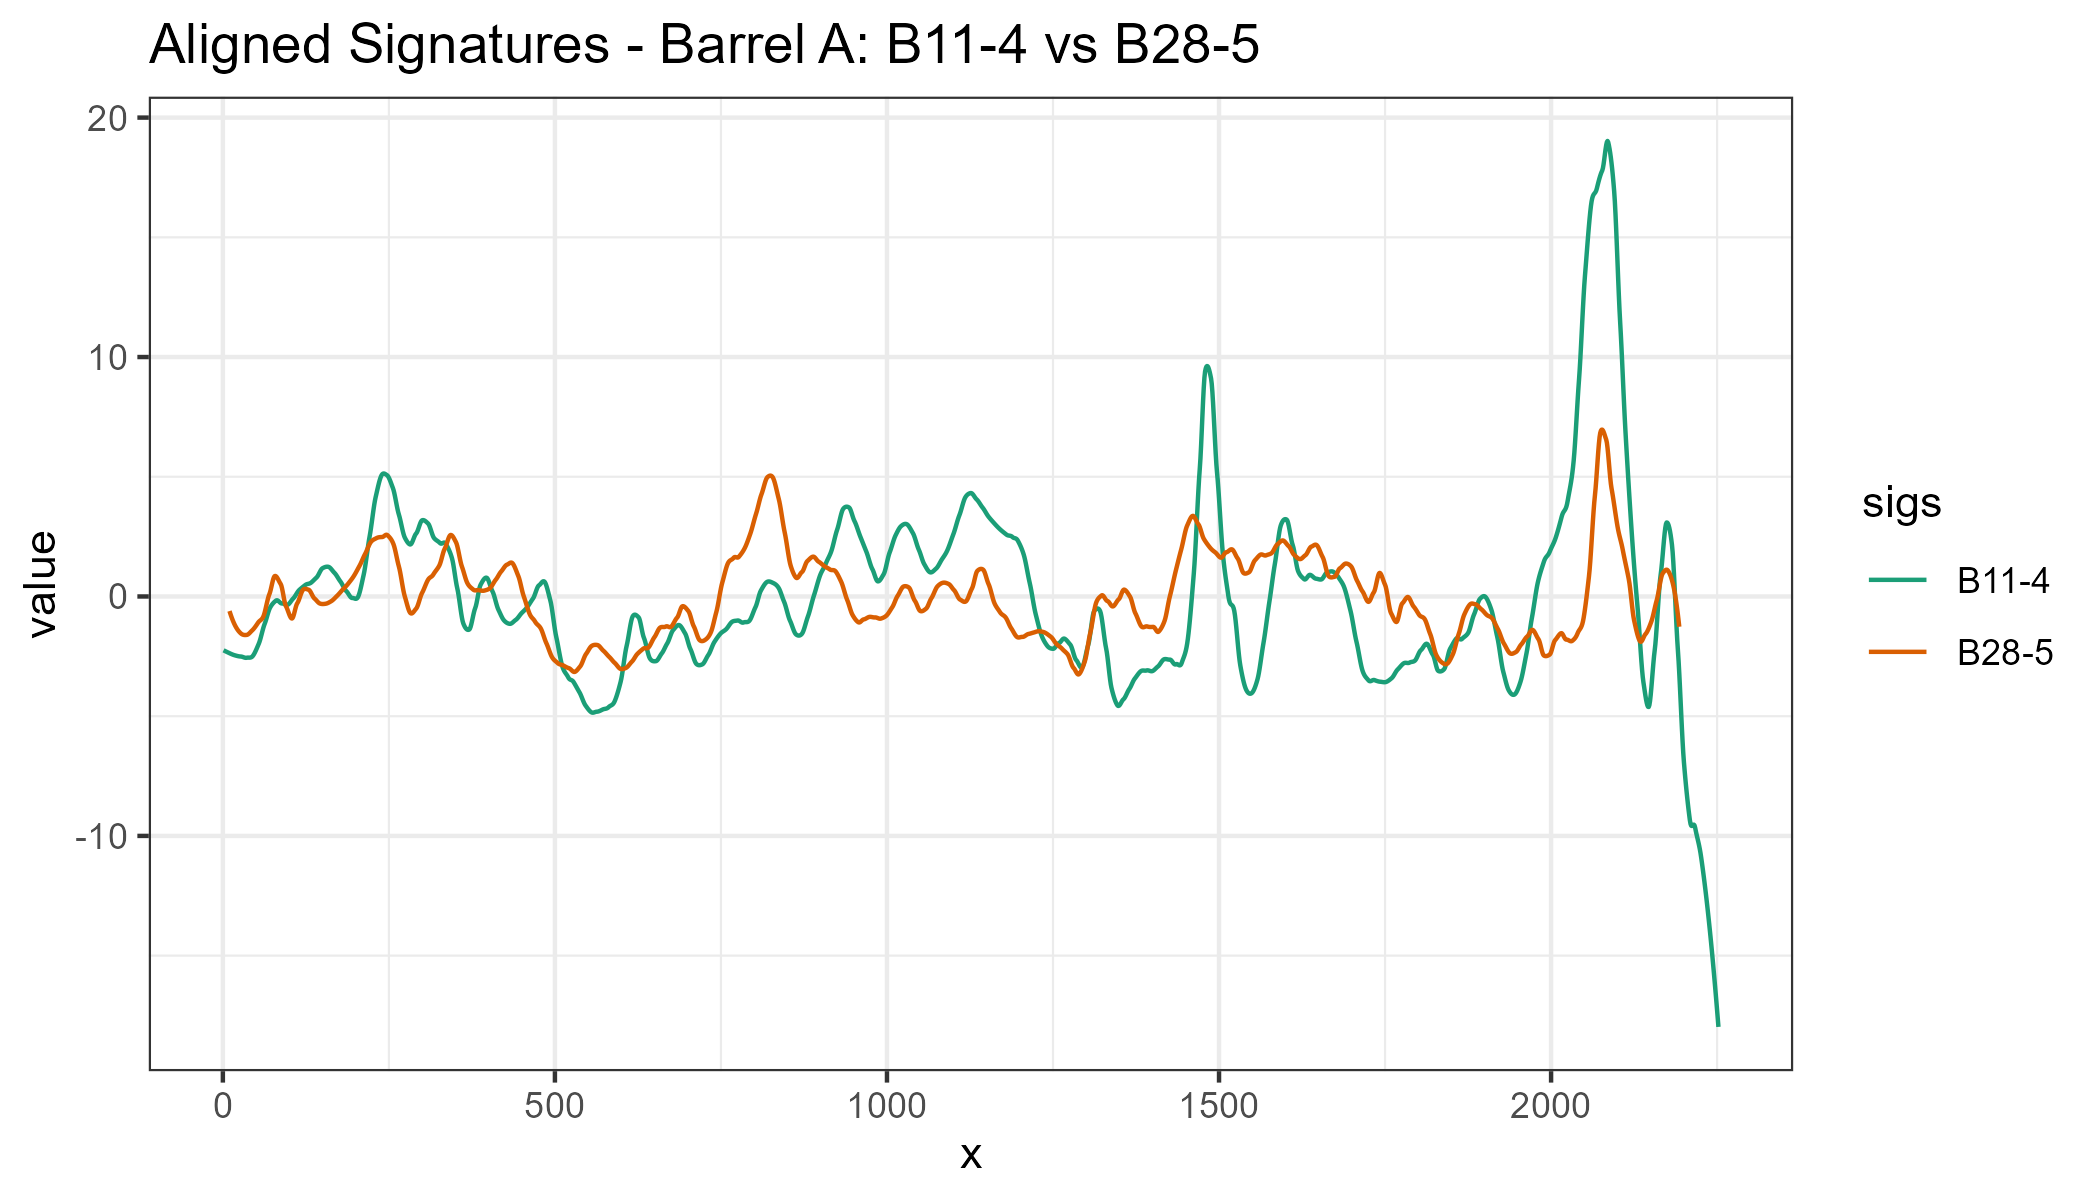 Aligned Signatures - Barrel A: B11-4 vs B28-5
20
10
0
-10
value
0 500 1000 1500 2000
x
sigs
B11-4
B28-5